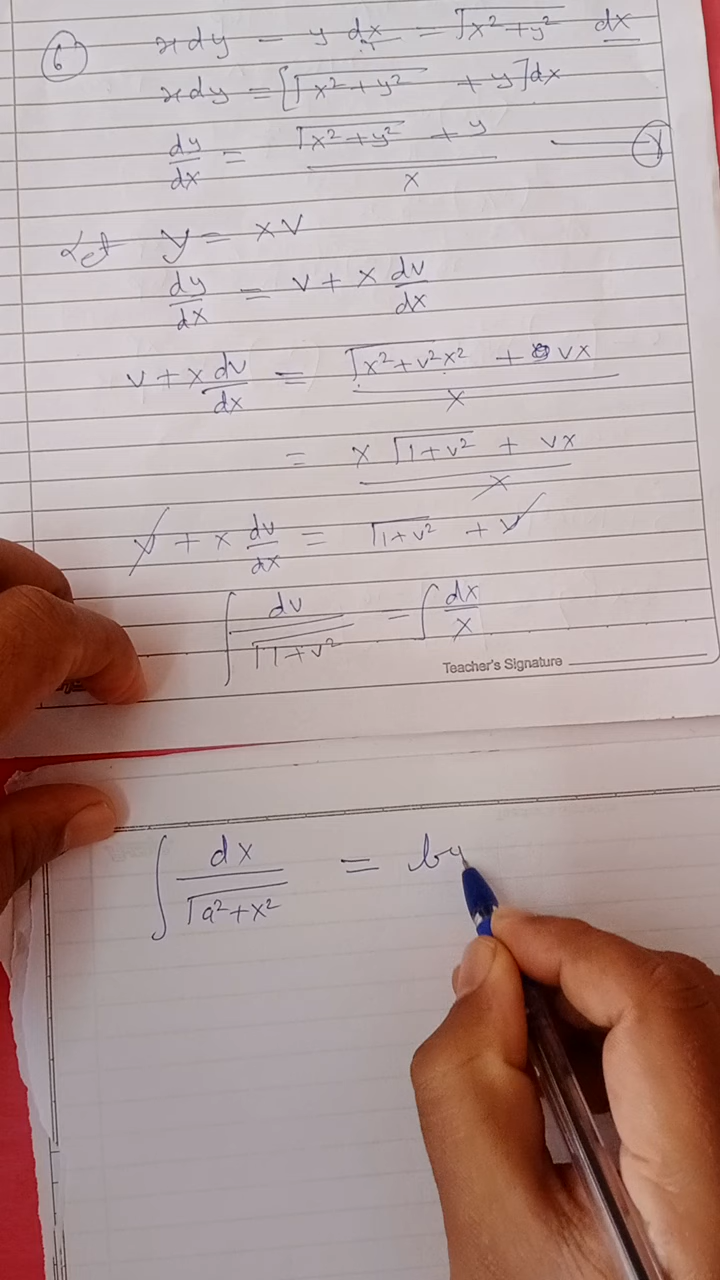 6 x dy - y dx = √x²+y² dx
x dy = [√x²+y² + y] dx
dy/dx = √x²+y² + y / x
Let y = xv
dy/dx = v + x dv/dx
v + x dv/dx = √x²+v²x² + vx / x
= x √1+v² + vx / x
v + x dv/dx = √1+v² + v
∫ dv / √1+v² = ∫ dx/x
Teacher's Signature
∫ dx / √a²+x² =